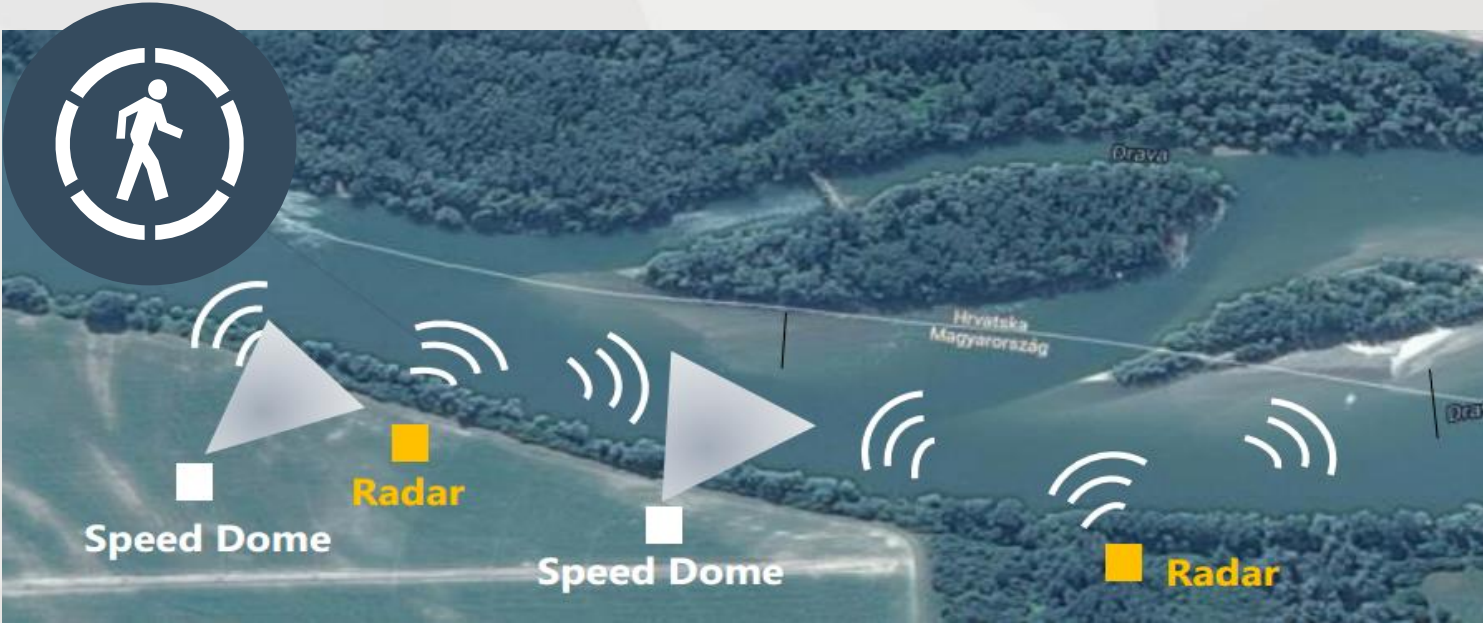 Drava
Hrvatska
Magyarország
Radar
Speed Dome
Speed Dome
Radar